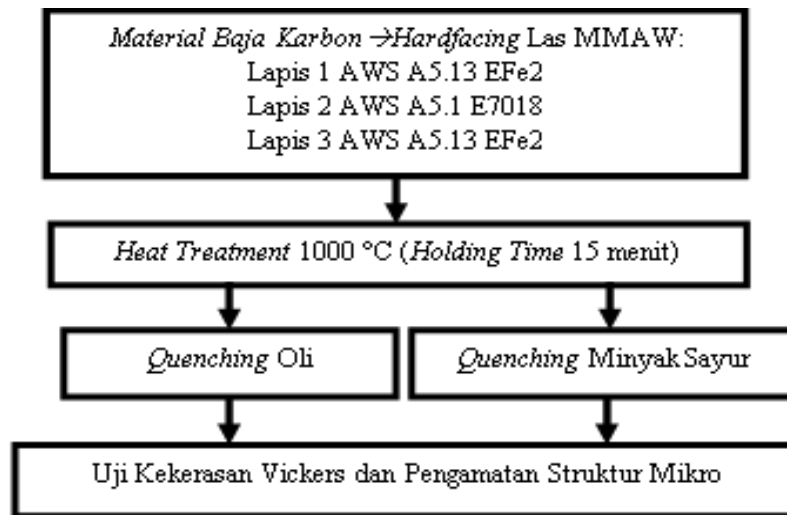 Material Baja Karbon →Hardfacing Las MMAW:
Lapis 1 AWS A5.13 EFe2
Lapis 2 AWS A5.1 E7018
Lapis 3 AWS A5.13 EFe2
Heat Treatment 1000 °C (Holding Time 15 menit)
Quenching Oli
Quenching Minyak Sayur
Uji Kekerasan Vickers dan Pengamatan Struktur Mikro